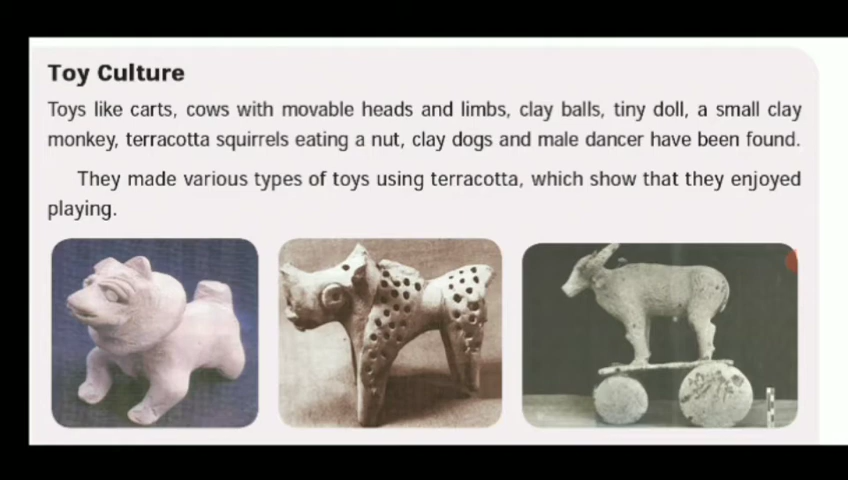 Toy Culture
Toys like carts, cows with movable heads and limbs, clay balls, tiny doll, a small clay
monkey, terracotta squirrels eating a nut, clay dogs and male dancer have been found.
They made various types of toys using terracotta, which show that they enjoyed
playing.